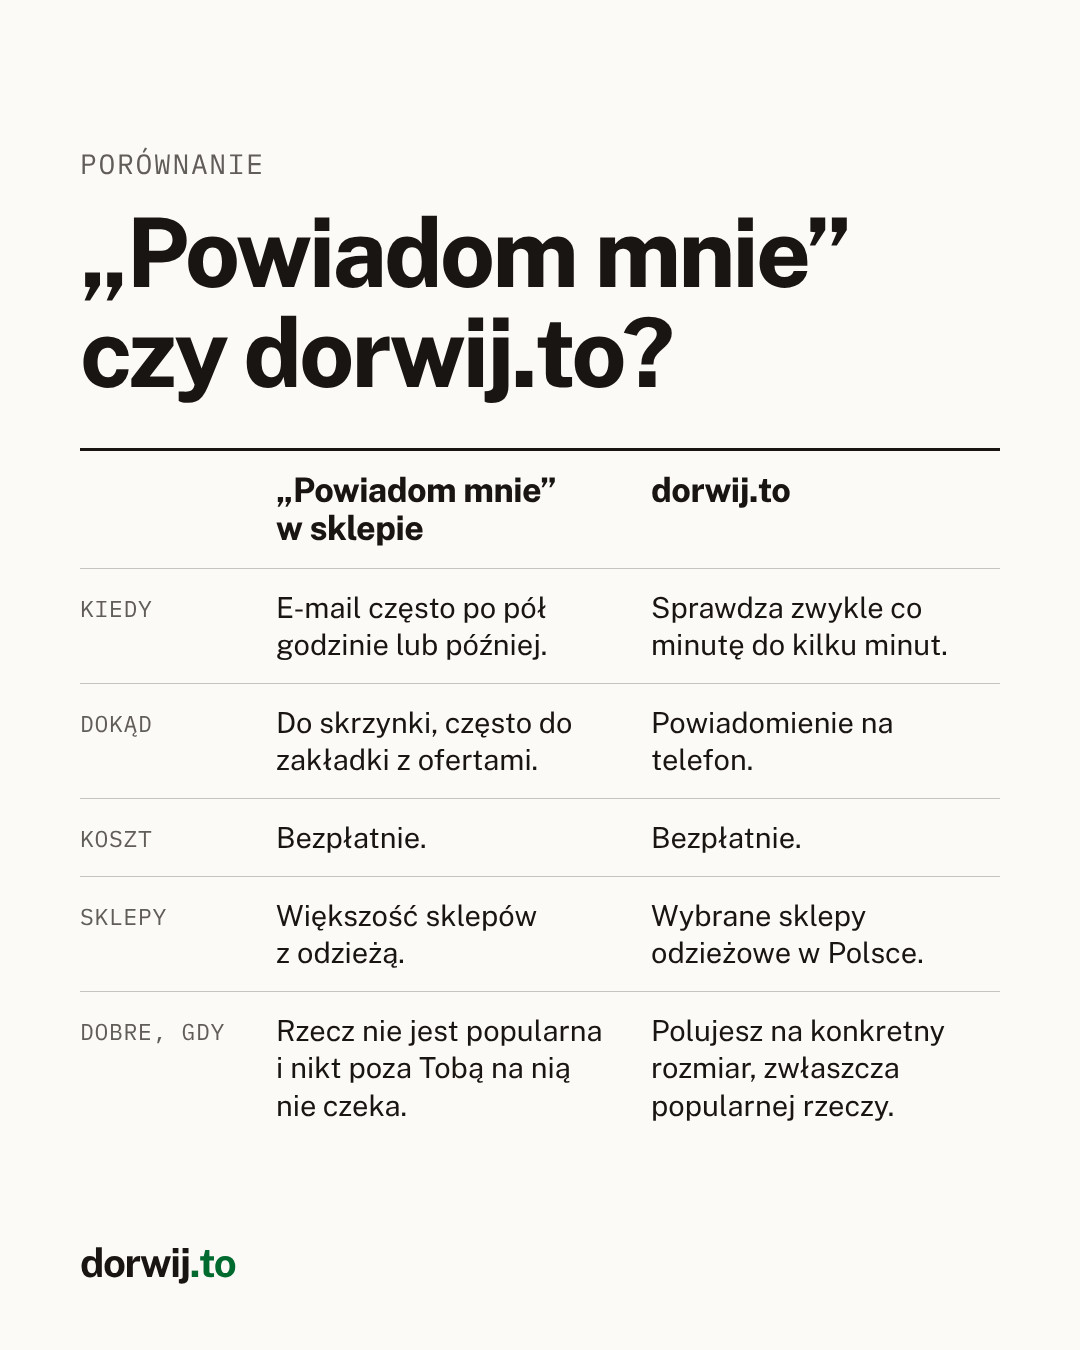 PORÓWNANIE
„Powiadom mnie”
czy dorwij.to?
„Powiadom mnie”
w sklepie
dorwij.to
KIEDY
E-mail często po pół
godzinie lub później.
Sprawdza zwykle co
minutę do kilku minut.
DOKĄD
Do skrzynki, często do
zakładki z ofertami.
Powiadomienie na
telefon.
KOSZT
Bezpłatnie.
Bezpłatnie.
SKLEPY
Większość sklepów
z odzieżą.
Wybrane sklepy
odzieżowe w Polsce.
DOBRE, GDY
Rzecz nie jest popularna
i nikt poza Tobą na nią
nie czeka.
Polujesz na konkretny
rozmiar, zwłaszcza
popularnej rzeczy.
dorwij.to